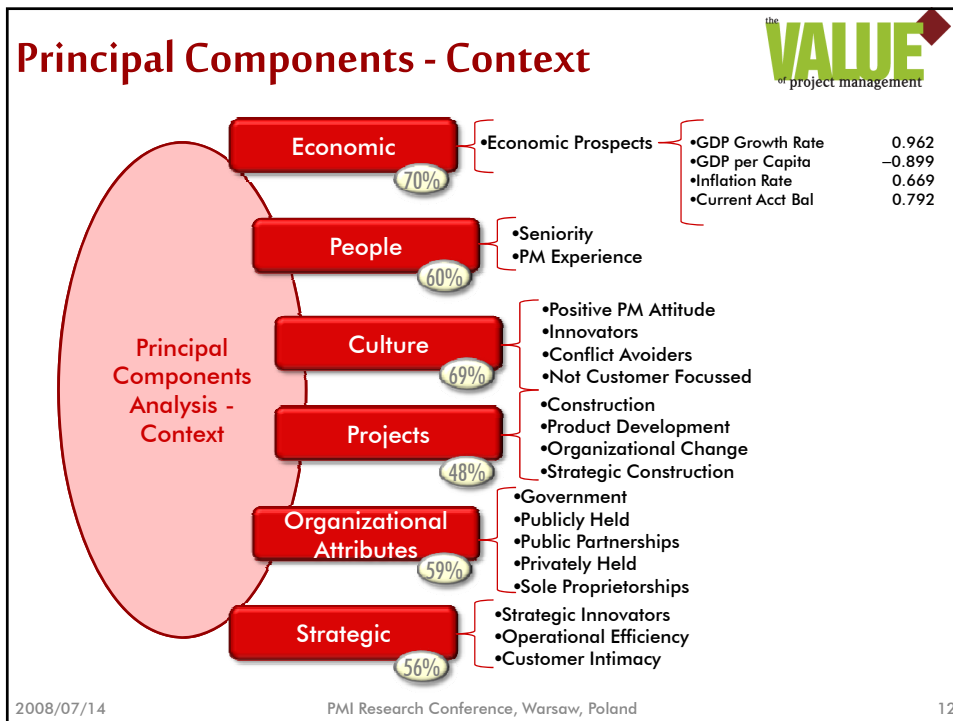 Principal Components - Context
the
VALUE
of project management
Economic
70%
•Economic Prospects
•GDP Growth Rate 0.962
•GDP per Capita –0.899
•Inflation Rate 0.669
•Current Acct Bal 0.792
People
60%
•Seniority
•PM Experience
Principal
Components
Analysis -
Context
Culture
69%
•Positive PM Attitude
•Innovators
•Conflict Avoiders
•Not Customer Focussed
Projects
48%
•Construction
•Product Development
•Organizational Change
•Strategic Construction
Organizational
Attributes
59%
•Government
•Publicly Held
•Public Partnerships
•Privately Held
•Sole Proprietorships
Strategic
56%
•Strategic Innovators
•Operational Efficiency
•Customer Intimacy
2008/07/14 PMI Research Conference, Warsaw, Poland 12